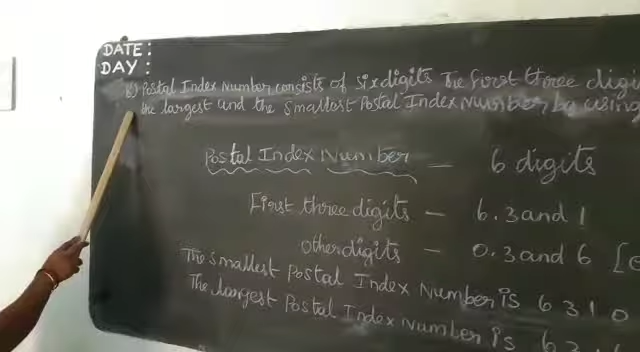 DATE:
DAY:
6) Postal Index Number consists of six digits The first three digi
the largest and the smallest Postal Index Number by using
Postal Index Number – 6 digits
First three digits – 6.3 and 1
other digits – 0.3 and 6
The smallest Postal Index Number is 6 3 1 0
The largest Postal Index Number is 6 3 1